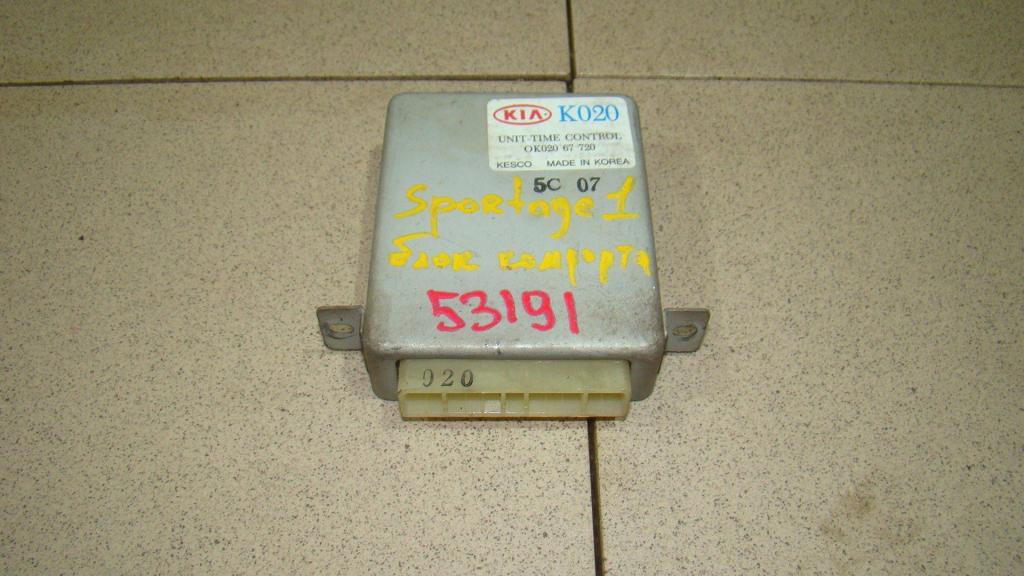 KIA K020
UNIT-TIME CONTROL
OK020 67 720
KESCO MADE IN KOREA
5C 07
Sportage 1
блок комфорта
53191
020